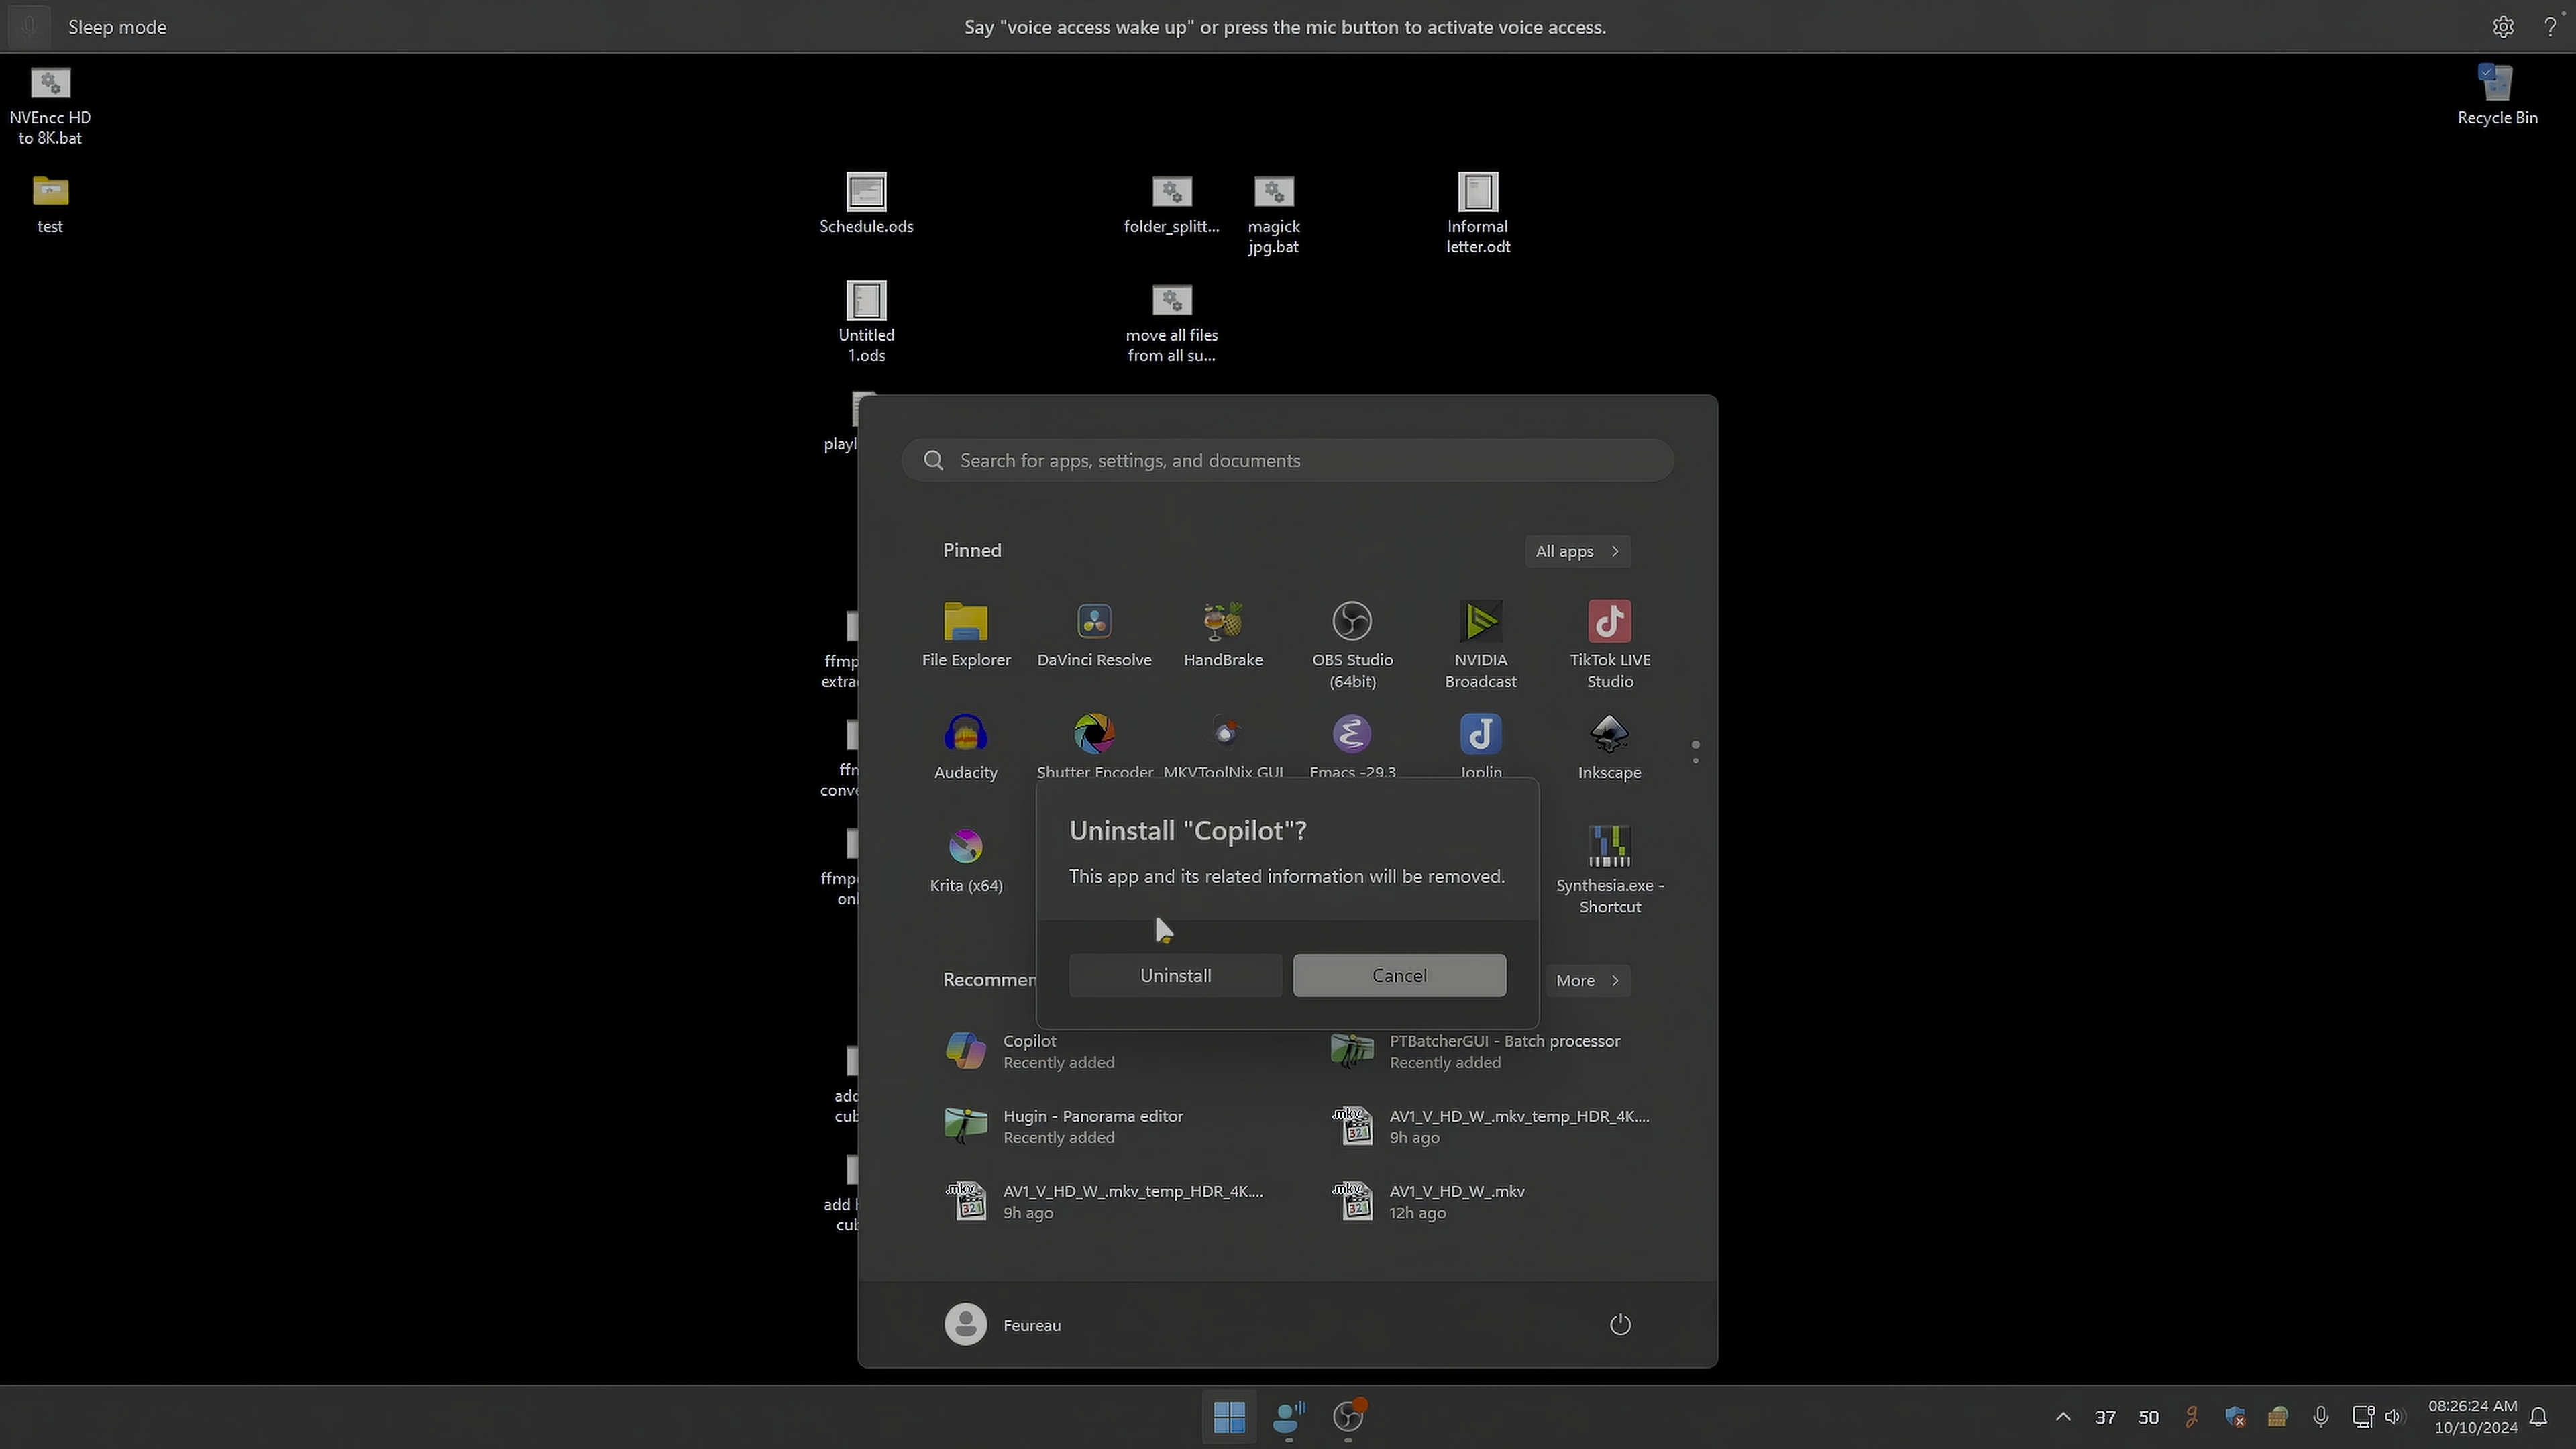 Sleep mode
Say "voice access wake up" or press the mic button to activate voice access.
?
NVEncc HD
to 8K.bat
Recycle Bin
test
Schedule.ods
folder_splitt...
magick
jpg.bat
Informal
letter.odt
Untitled
1.ods
move all files
from all su...
playl
Search for apps, settings, and documents
Pinned
All apps
File Explorer
DaVinci Resolve
HandBrake
OBS Studio
(64bit)
NVIDIA
Broadcast
TikTok LIVE
Studio
ffmp
extra
Audacity
Shutter Encoder
MKVToolNix GUI
Emacs -29.3
Joplin
Inkscape
conve
Uninstall "Copilot"?
This app and its related information will be removed.
Uninstall
Cancel
Krita (x64)
Synthesia.exe -
Shortcut
ffmp
Recommen
More
Copilot
Recently added
PTBatcherGUI - Batch processor
Recently added
add
Hugin - Panorama editor
Recently added
.mkv
321
AV1_V_HD_W_.mkv_temp_HDR_4K....
9h ago
.mkv
321
AV1_V_HD_W_.mkv_temp_HDR_4K....
9h ago
.mkv
321
AV1_V_HD_W_.mkv
12h ago
add
Feureau
37
50
08:26:24 AM
10/10/2024